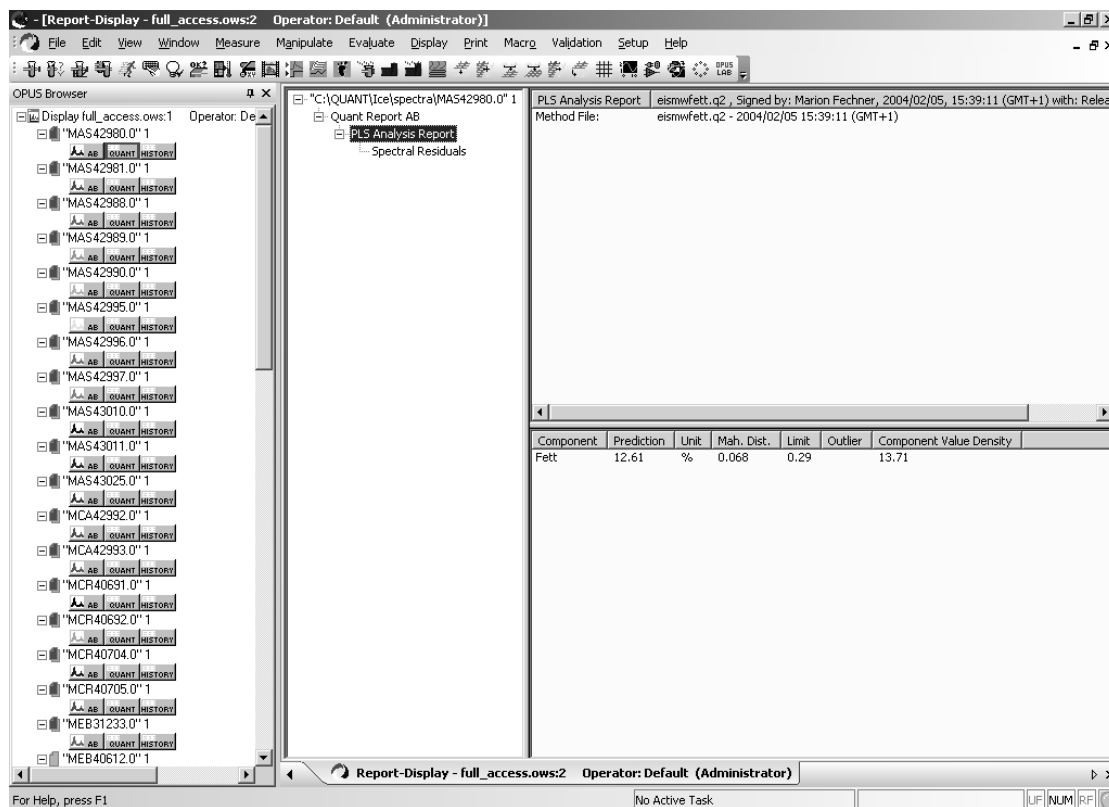 - [Report-Display - full_access.ows:2 Operator: Default (Administrator)]
File Edit View Window Measure Manipulate Evaluate Display Print Macro Validation Setup Help
OPUS LAB
OPUS Browser
Display full_access.ows:1 Operator: De
"MAS42980.0" 1
AB QUANT HISTORY
"MAS42981.0" 1
AB QUANT HISTORY
"MAS42988.0" 1
AB QUANT HISTORY
"MAS42989.0" 1
AB QUANT HISTORY
"MAS42990.0" 1
AB QUANT HISTORY
"MAS42995.0" 1
AB QUANT HISTORY
"MAS42996.0" 1
AB QUANT HISTORY
"MAS42997.0" 1
AB QUANT HISTORY
"MAS43010.0" 1
AB QUANT HISTORY
"MAS43011.0" 1
AB QUANT HISTORY
"MAS43025.0" 1
AB QUANT HISTORY
"MCA42992.0" 1
AB QUANT HISTORY
"MCA42993.0" 1
AB QUANT HISTORY
"MCR40691.0" 1
AB QUANT HISTORY
"MCR40692.0" 1
AB QUANT HISTORY
"MCR40704.0" 1
AB QUANT HISTORY
"MCR40705.0" 1
AB QUANT HISTORY
"MEB31233.0" 1
AB QUANT HISTORY
"MEB40612.0" 1
"C:\QUANT\Ice\spectra\MAS42980.0" 1
Quant Report AB
PLS Analysis Report
Spectral Residuals
PLS Analysis Report eismwfett.q2 , Signed by: Marion Fechner, 2004/02/05, 15:39:11 (GMT+1) with: Relea
Method File: eismwfett.q2 - 2004/02/05 15:39:11 (GMT+1)
Component Prediction Unit Mah. Dist. Limit Outlier Component Value Density
Fett 12.61 % 0.068 0.29 13.71
Report-Display - full_access.ows:2 Operator: Default (Administrator)
For Help, press F1
No Active Task
UF NUM RF